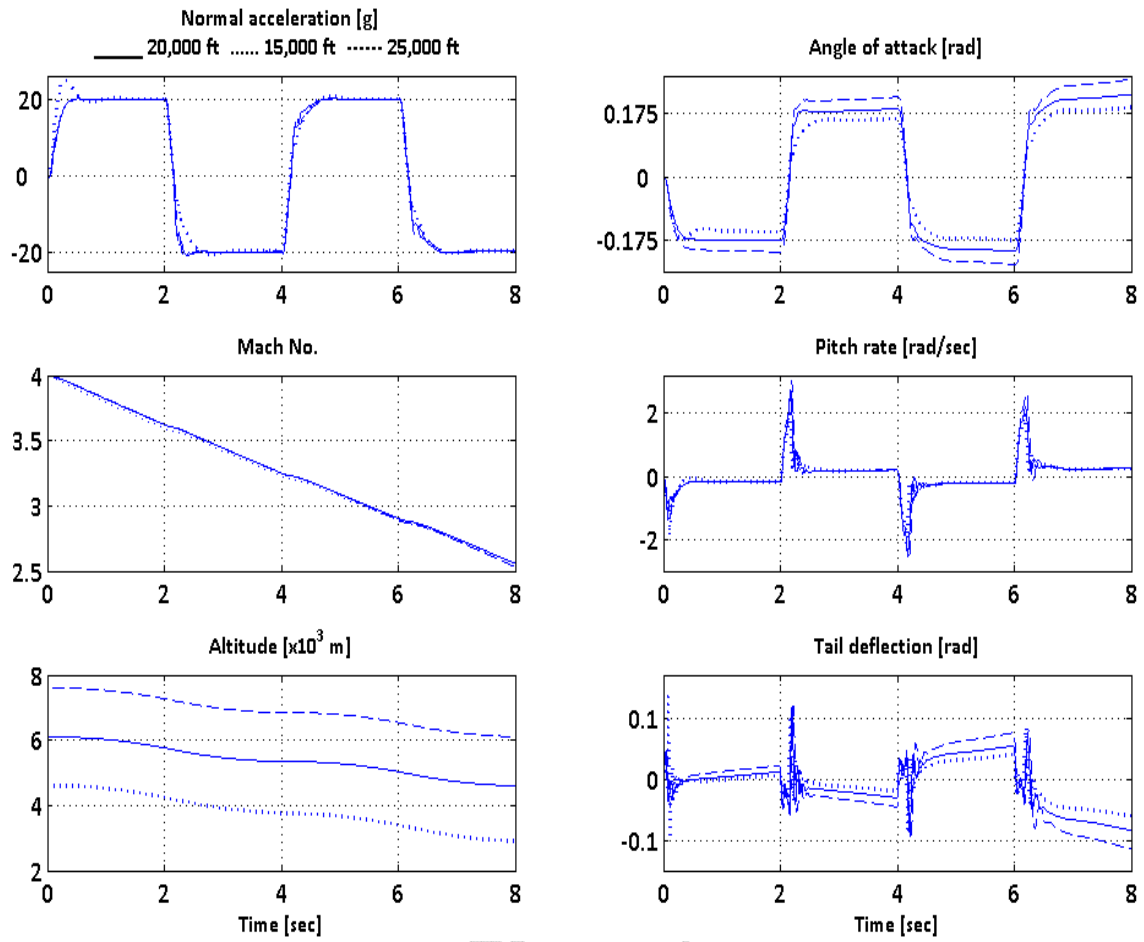 Normal acceleration [g]
20,000 ft ...... 15,000 ft ------ 25,000 ft
20
0
-20
0 2 4 6 8
Angle of attack [rad]
0.175
0
-0.175
0 2 4 6 8
Mach No.
4
3.5
3
2.5
0 2 4 6 8
Pitch rate [rad/sec]
2
0
-2
0 2 4 6 8
Altitude [x10³ m]
8
6
4
2
0 2 4 6 8
Time [sec]
Tail deflection [rad]
0.1
0
-0.1
0 2 4 6 8
Time [sec]